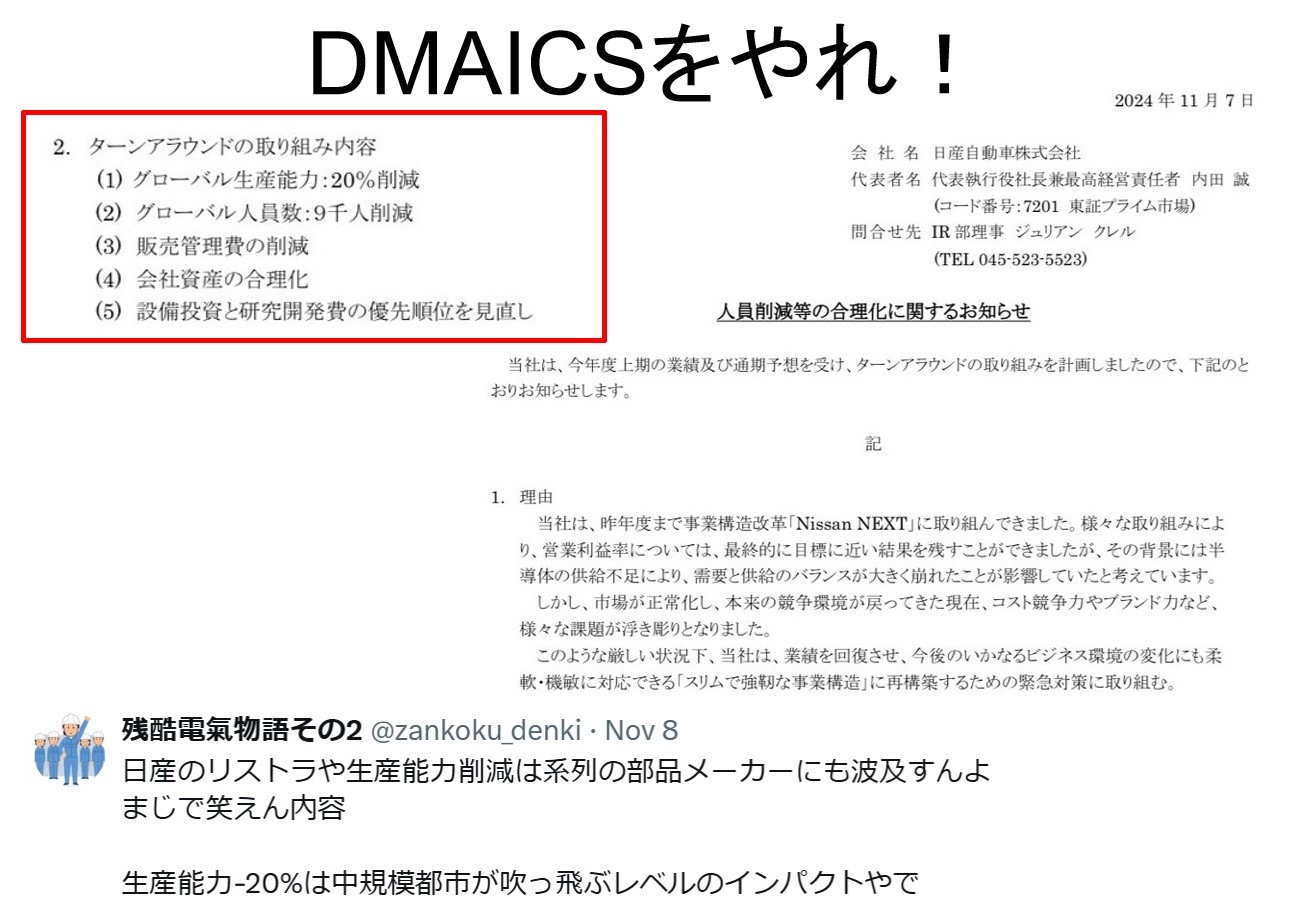 DMAICSをやれ！
2024 年 11 月 7 日
2. ターンアラウンドの取り組み内容
(1) グローバル生産能力：20％削減
(2) グローバル人員数：9千人削減
(3) 販売管理費の削減
(4) 会社資産の合理化
(5) 設備投資と研究開発費の優先順位を見直し
会 社 名 日産自動車株式会社
代表者名 代表執行役社長兼最高経営責任者 内田 誠
(コード番号：7201 東証プライム市場)
問合せ先 IR 部理事 ジュリアン クレル
(TEL 045-523-5523)
人員削減等の合理化に関するお知らせ
当社は、今年度上期の業績及び通期予想を受け、ターンアラウンドの取り組みを計画しましたので、下記のと
おりお知らせします。
記
1. 理由
当社は、昨年度まで事業構造改革「Nissan NEXT」に取り組んできました。様々な取り組みによ
り、営業利益率については、最終的に目標に近い結果を残すことができましたが、その背景には半
導体の供給不足により、需要と供給のバランスが大きく崩れたことが影響していたと考えています。
しかし、市場が正常化し、本来の競争環境が戻ってきた現在、コスト競争力やブランド力など、
様々な課題が浮き彫りとなりました。
このような厳しい状況下、当社は、業績を回復させ、今後のいかなるビジネス環境の変化にも柔
軟・機敏に対応できる「スリムで強靭な事業構造」に再構築するための緊急対策に取り組む。
残酷電氣物語その2 @zankoku_denki · Nov 8
日産のリストラや生産能力削減は系列の部品メーカーにも波及すんよ
まじで笑えん内容
生産能力-20%は中規模都市が吹っ飛ぶレベルのインパクトやで